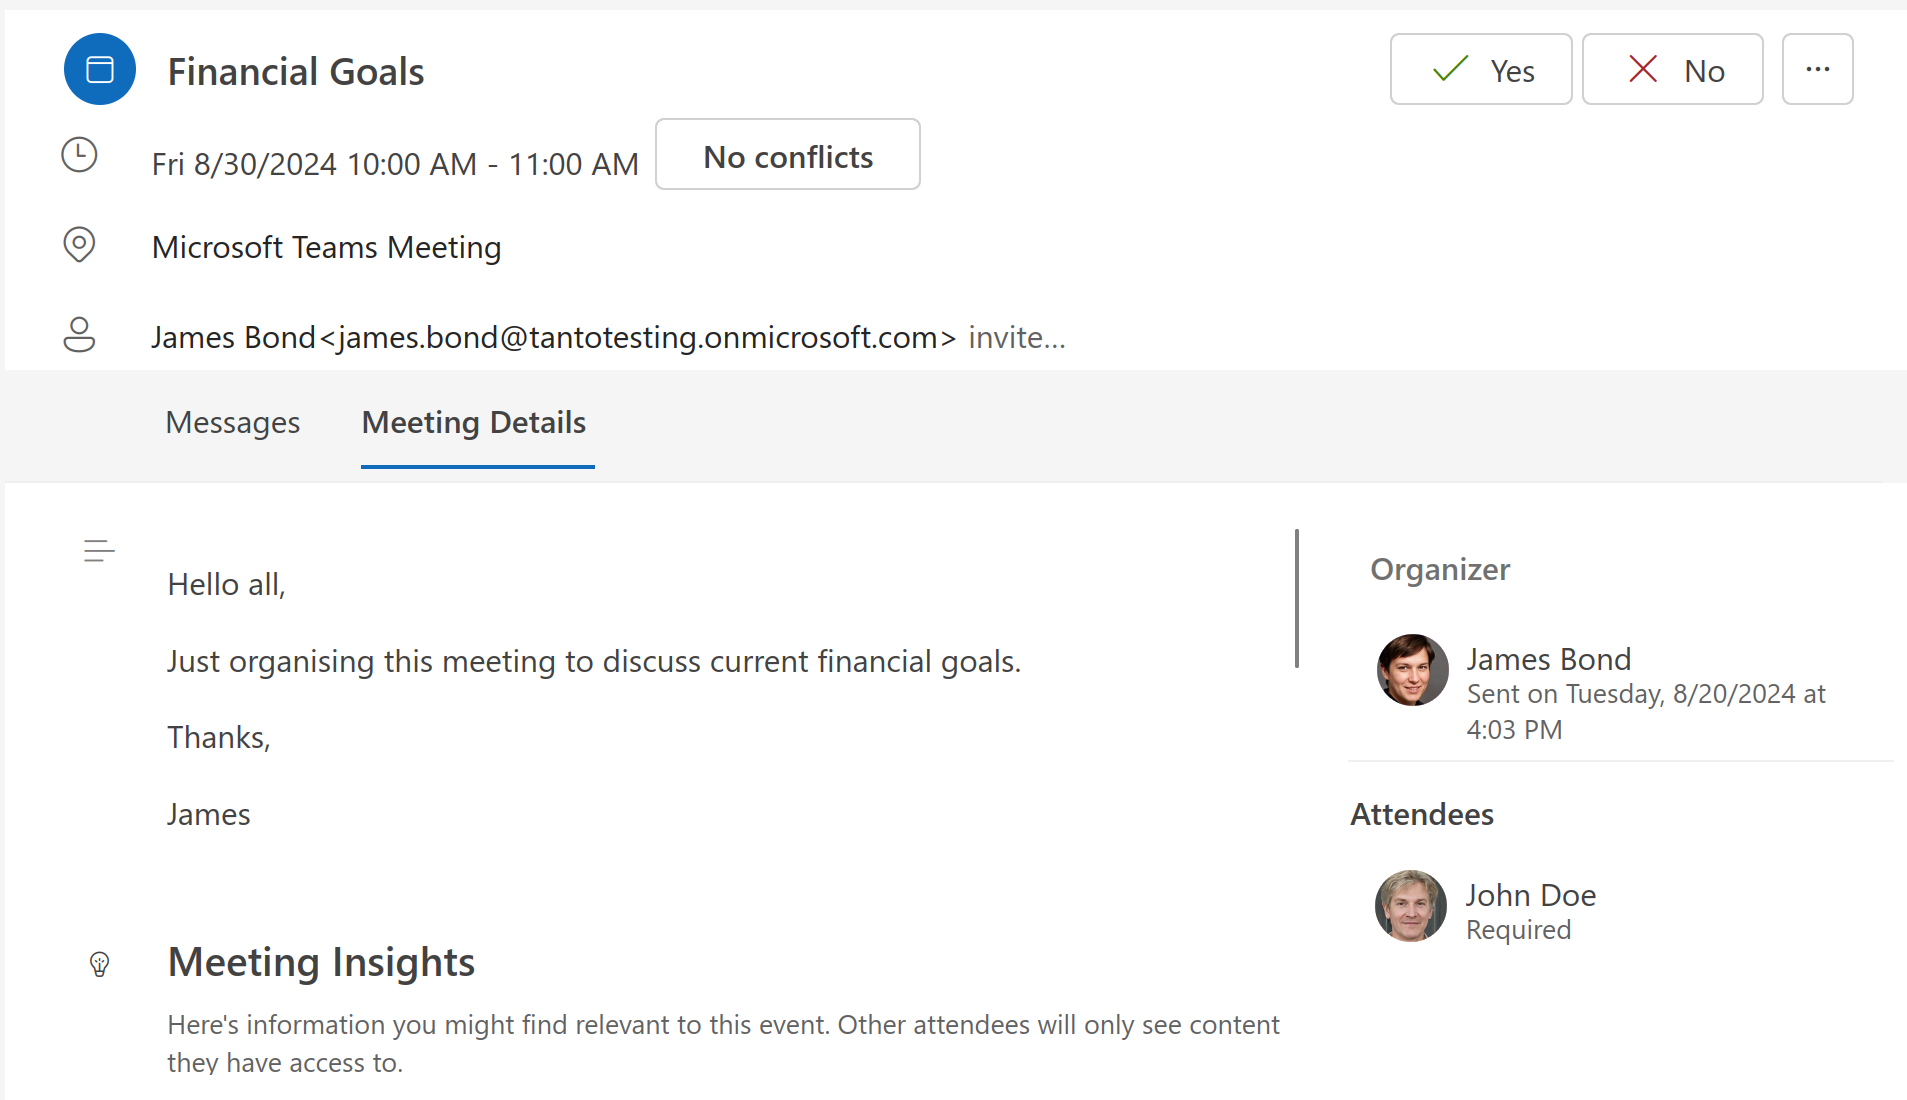 Financial Goals
Yes
No
Fri 8/30/2024 10:00 AM - 11:00 AM
No conflicts
Microsoft Teams Meeting
James Bond<james.bond@tantotesting.onmicrosoft.com> invite...
Messages
Meeting Details
Hello all,
Just organising this meeting to discuss current financial goals.
Thanks,
James
Meeting Insights
Here's information you might find relevant to this event. Other attendees will only see content
they have access to.
Organizer
James Bond
Sent on Tuesday, 8/20/2024 at
4:03 PM
Attendees
John Doe
Required